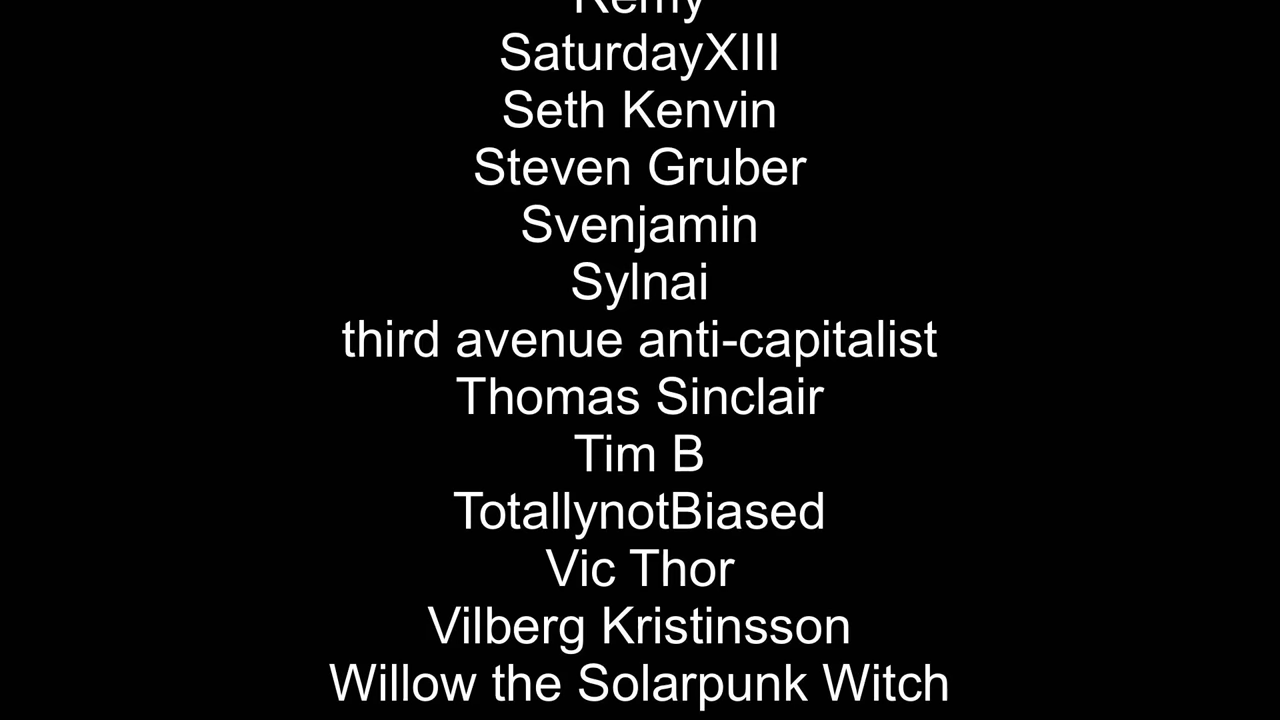 Remy
SaturdayXIII
Seth Kenvin
Steven Gruber
Svenjamin
Sylnai
third avenue anti-capitalist
Thomas Sinclair
Tim B
TotallynotBiased
Vic Thor
Vilberg Kristinsson
Willow the Solarpunk Witch